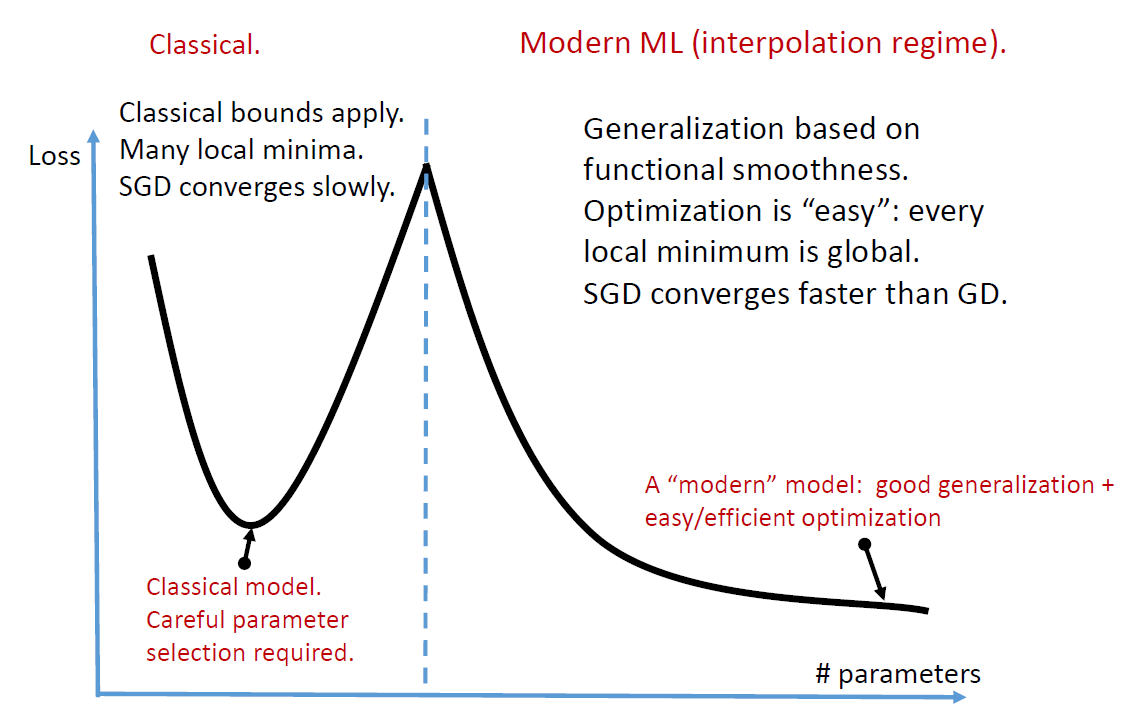 Classical.
Modern ML (interpolation regime).
Classical bounds apply.
Many local minima.
SGD converges slowly.
Loss
Generalization based on
functional smoothness.
Optimization is “easy”: every
local minimum is global.
SGD converges faster than GD.
A “modern” model:  good generalization +
easy/efficient optimization
Classical model.
Careful parameter
selection required.
# parameters